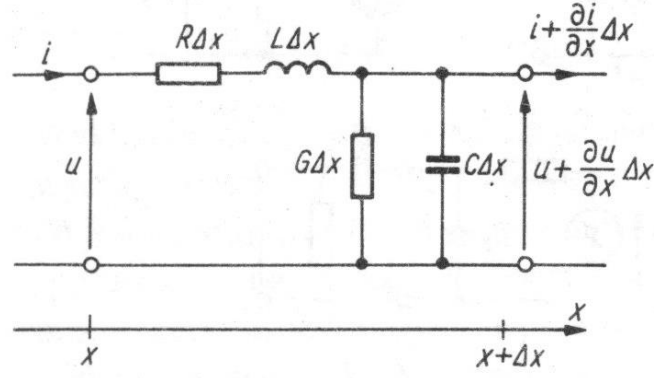 i
RΔx
LΔx
i + ∂i/∂x Δx
u
GΔx
CΔx
u + ∂u/∂x Δx
x
x
x+Δx